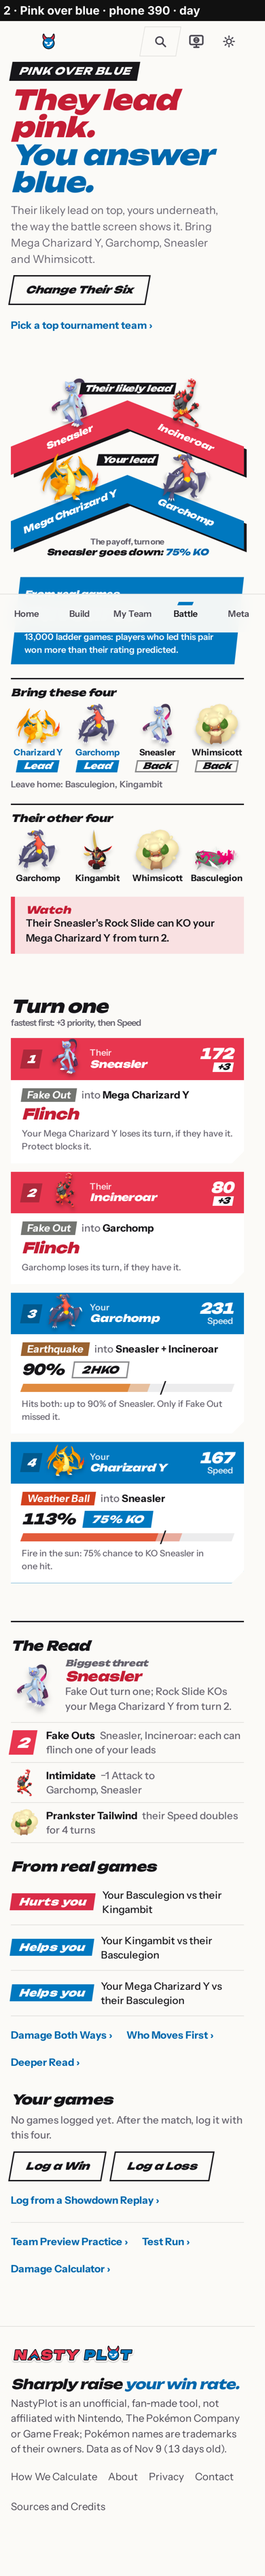 2 · Pink over blue · phone 390 · day
PINK OVER BLUE
They lead
pink.
You answer
blue.
Their likely lead on top, yours underneath,
the way the battle screen shows it. Bring
Mega Charizard Y, Garchomp, Sneasler
and Whimsicott.
Change Their Six
Pick a top tournament team ›
Their likely lead
Sneasler
Incineroar
Your lead
Mega Charizard Y
Garchomp
The payoff, turn one
Sneasler goes down: 75% KO
From real games
Home
Build
My Team
Battle
Meta
13,000 ladder games: players who led this pair
won more than their rating predicted.
Bring these four
Charizard Y
Garchomp
Sneasler
Whimsicott
Lead
Lead
Back
Back
Leave home: Basculegion, Kingambit
Their other four
Garchomp
Kingambit
Whimsicott
Basculegion
Watch
Their Sneasler's Rock Slide can KO your
Mega Charizard Y from turn 2.
Turn one
fastest first: +3 priority, then Speed
1
Their
Sneasler
172
+3
Fake Out into Mega Charizard Y
Flinch
Your Mega Charizard Y loses its turn, if they have it.
Protect blocks it.
2
Their
Incineroar
80
+3
Fake Out into Garchomp
Flinch
Garchomp loses its turn, if they have it.
3
Your
Garchomp
231
Speed
Earthquake into Sneasler + Incineroar
90% 2HKO
Hits both: up to 90% of Sneasler. Only if Fake Out
missed it.
4
Your
Charizard Y
167
Speed
Weather Ball into Sneasler
113% 75% KO
Fire in the sun: 75% chance to KO Sneasler in
one hit.
The Read
Biggest threat
Sneasler
Fake Out turn one; Rock Slide KOs
your Mega Charizard Y from turn 2.
2
Fake Outs Sneasler, Incineroar: each can
flinch one of your leads
Intimidate −1 Attack to
Garchomp, Sneasler
Prankster Tailwind their Speed doubles
for 4 turns
From real games
Hurts you
Your Basculegion vs their
Kingambit
Helps you
Your Kingambit vs their
Basculegion
Helps you
Your Mega Charizard Y vs
their Basculegion
Damage Both Ways ›
Who Moves First ›
Deeper Read ›
Your games
No games logged yet. After the match, log it with
this four.
Log a Win
Log a Loss
Log from a Showdown Replay ›
Team Preview Practice ›
Test Run ›
Damage Calculator ›
NASTY PLOT
Sharply raise your win rate.
NastyPlot is an unofficial, fan-made tool, not
affiliated with Nintendo, The Pokémon Company
or Game Freak; Pokémon names are trademarks
of their owners. Data as of Nov 9 (13 days old).
How We Calculate
About
Privacy
Contact
Sources and Credits